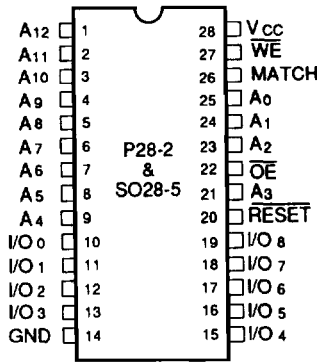 A12 1 28 VCC
A11 2 27 W̅E̅
A10 3 26 MATCH
A9 4 25 A0
A8 5 24 A1
A7 6 23 A2
A6 7 22 O̅E̅
A5 8 21 A3
A4 9 20 R̅E̅S̅E̅T̅
I/O0 10 19 I/O8
I/O1 11 18 I/O7
I/O2 12 17 I/O6
I/O3 13 16 I/O5
GND 14 15 I/O4
P28-2
&
SO28-5